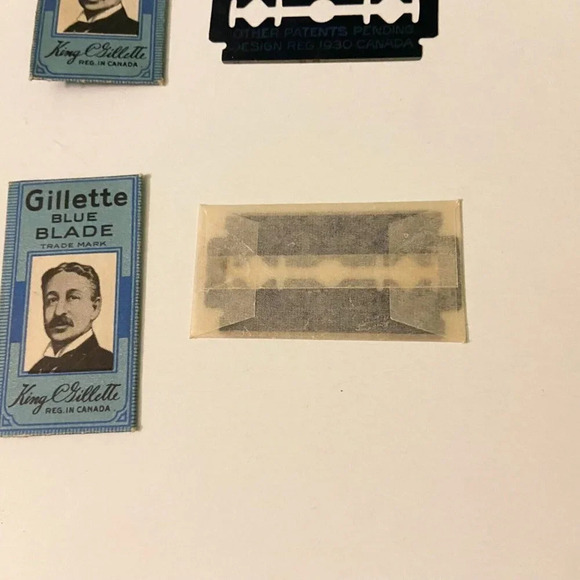 King C Gillette
REG. IN CANADA
OTHER PATENTS PENDING
DESIGN REG. 1930 CANADA
Gillette
BLUE
BLADE
TRADE MARK
King C Gillette
REG. IN CANADA